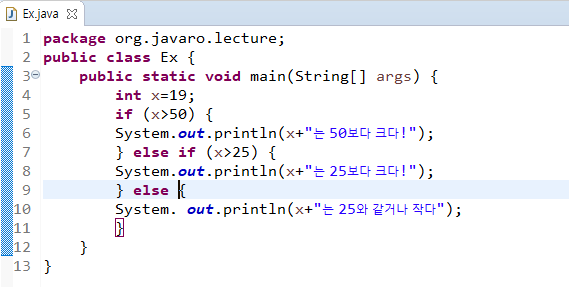 Ex.java
1 package org.javaro.lecture;
2 public class Ex {
3 public static void main(String[] args) {
4 int x=19;
5 if (x>50) {
6 System.out.println(x+"는 50보다 크다!");
7 } else if (x>25) {
8 System.out.println(x+"는 25보다 크다!");
9 } else {
10 System. out.println(x+"는 25와 같거나 작다");
11 }
12 }
13 }